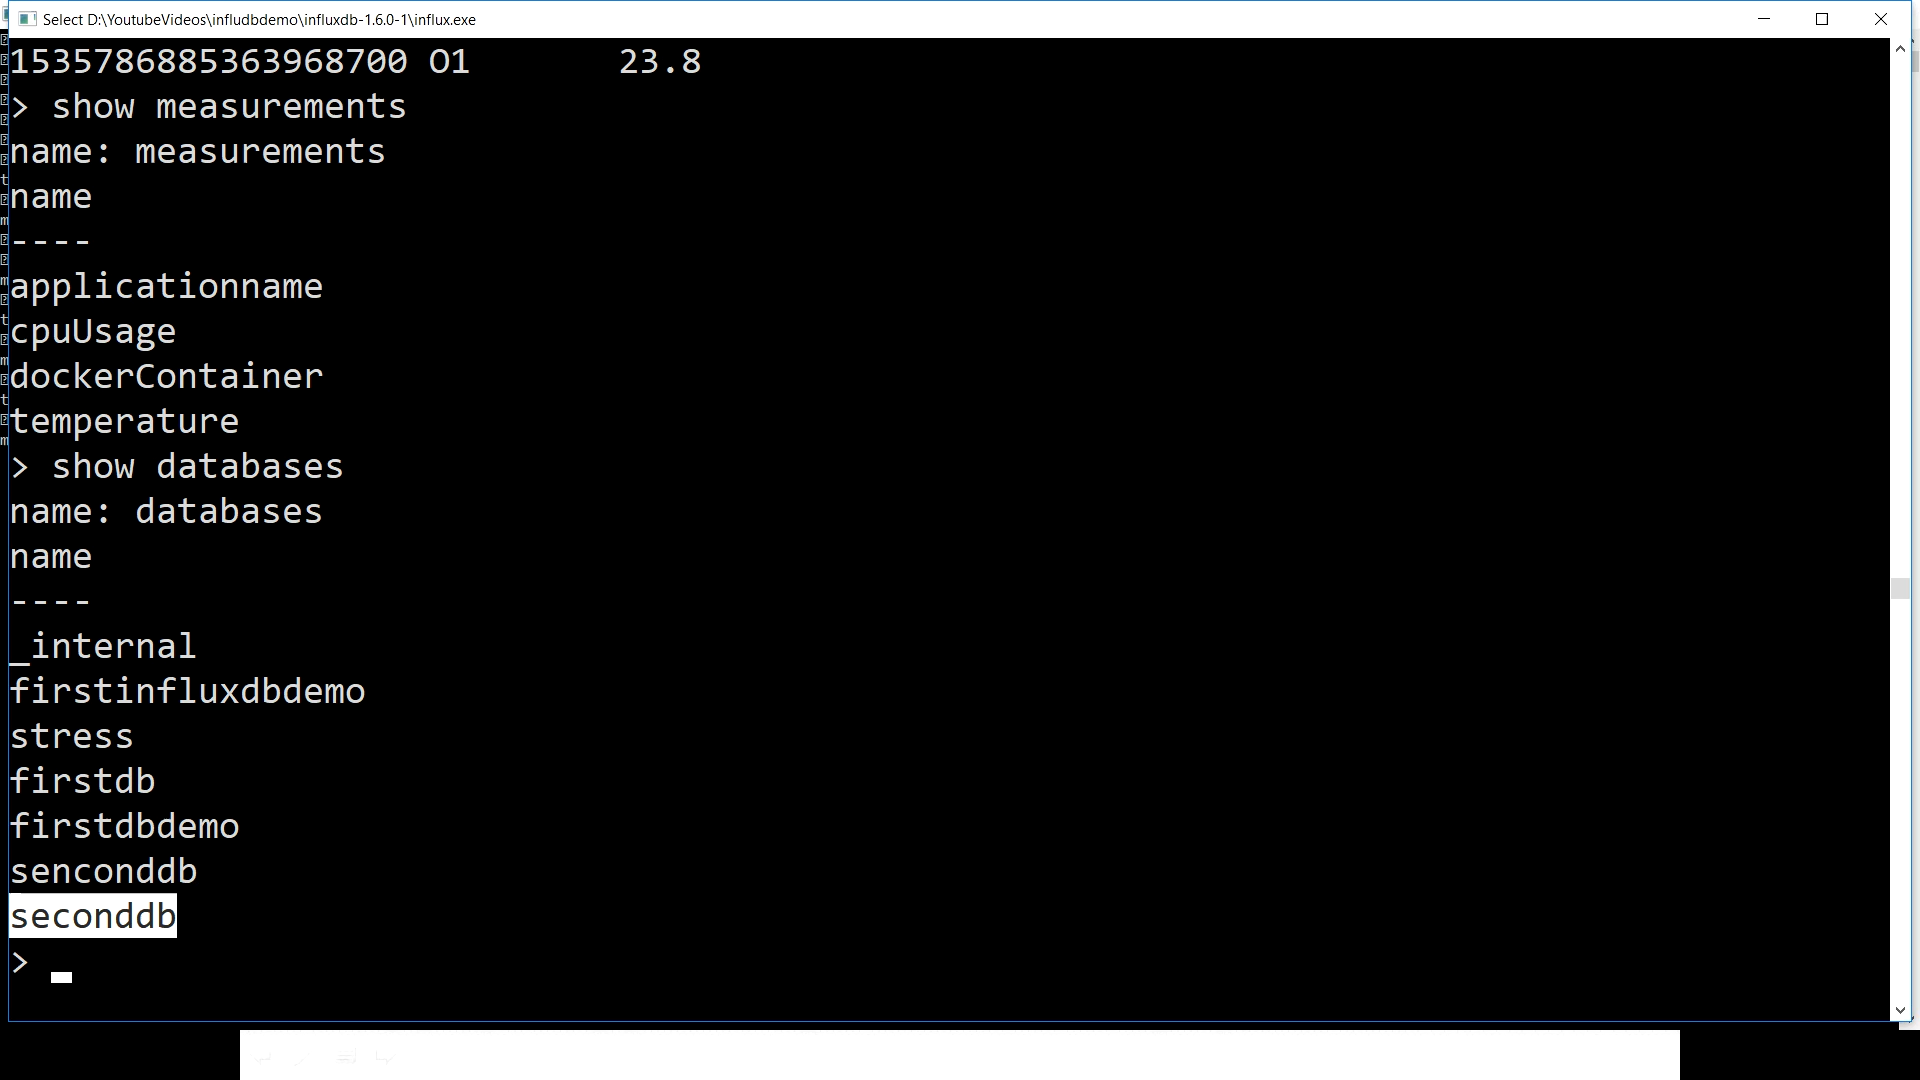 Select D:\YoutubeVideos\infludbdemo\influxdb-1.6.0-1\influx.exe
1535786885363968700 O1 23.8
> show measurements
name: measurements
name
----
applicationname
cpuUsage
dockerContainer
temperature
> show databases
name: databases
name
----
_internal
firstinfluxdbdemo
stress
firstdb
firstdbdemo
senconddb
seconddb
>